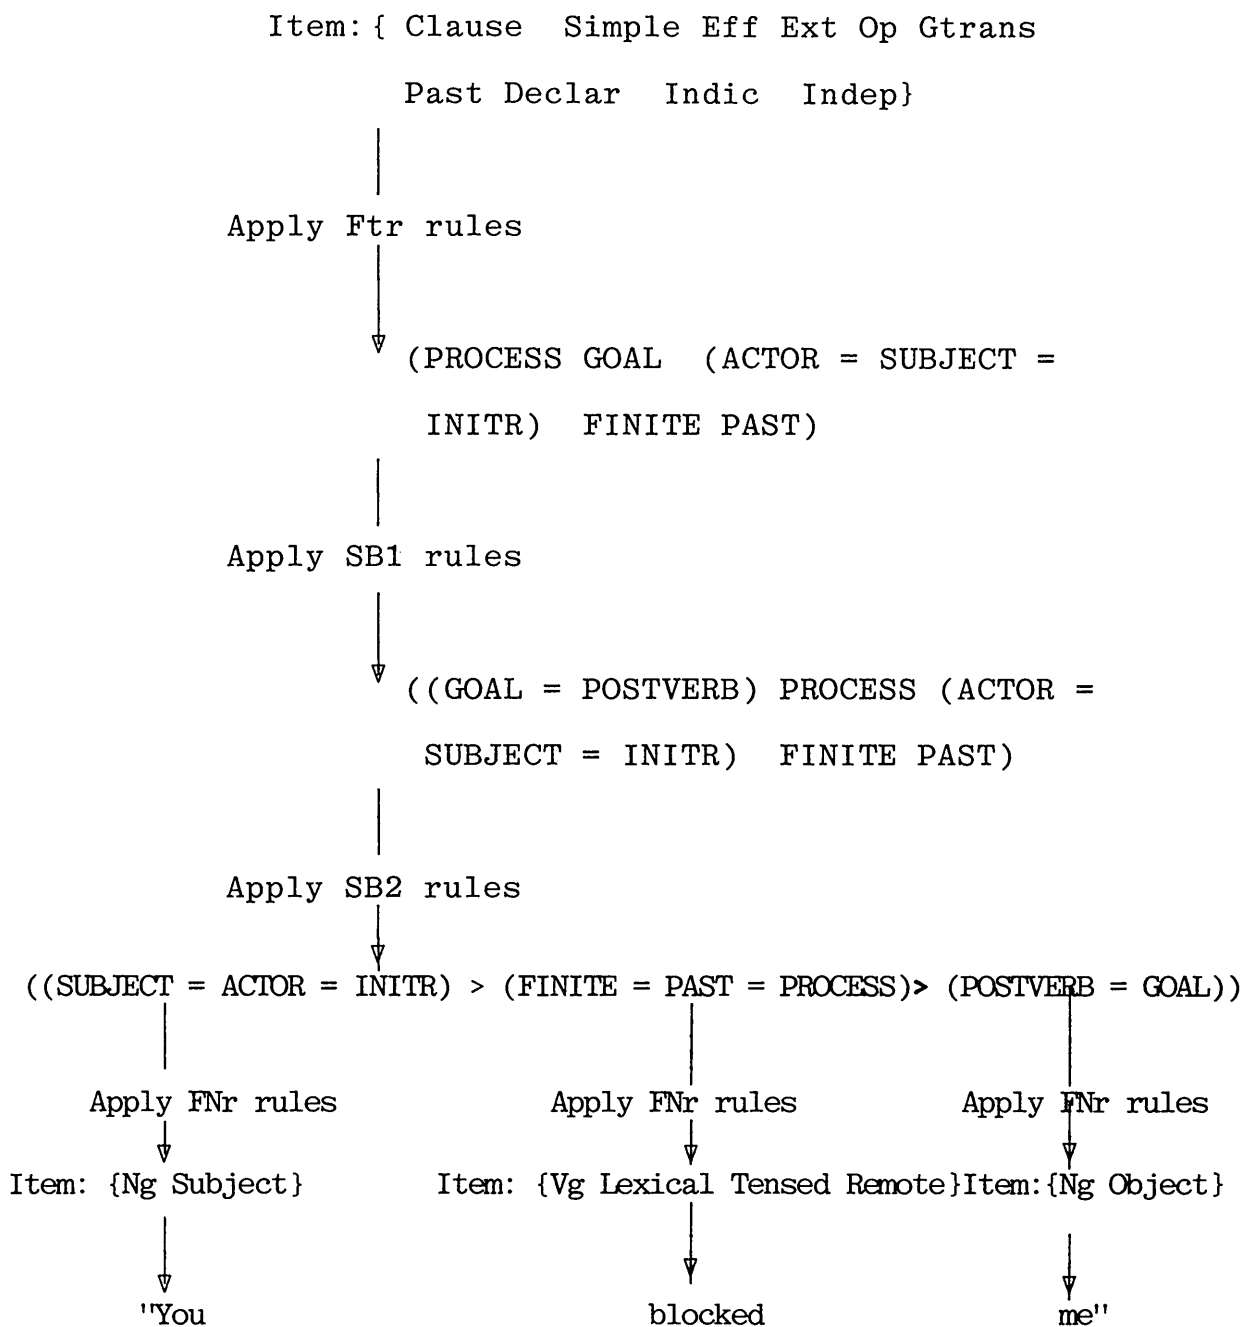 Item: { Clause Simple Eff Ext Op Gtrans
Past Declar Indic Indep}
Apply Ftr rules
(PROCESS GOAL (ACTOR = SUBJECT =
INITR) FINITE PAST)
Apply SB1 rules
((GOAL = POSTVERB) PROCESS (ACTOR =
SUBJECT = INITR) FINITE PAST)
Apply SB2 rules
((SUBJECT = ACTOR = INITR) > (FINITE = PAST = PROCESS)> (POSTVERB = GOAL))
Apply FNr rules Apply FNr rules Apply FNr rules
Item: {Ng Subject} Item: {Vg Lexical Tensed Remote}Item:{Ng Object}
"You blocked me"